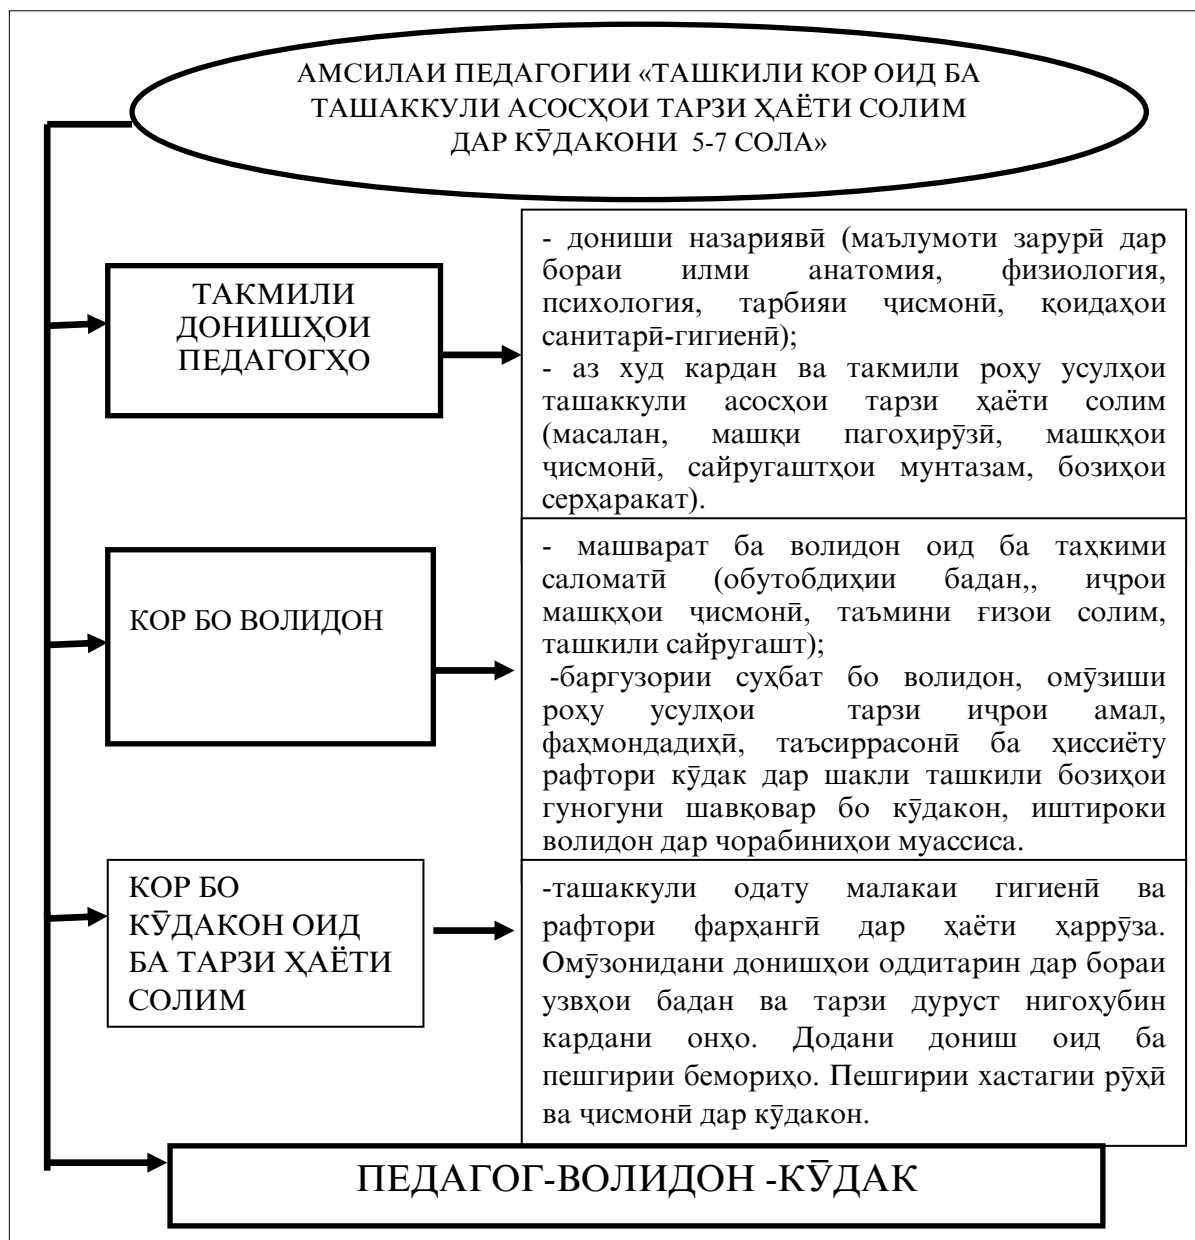 АМСИЛАИ ПЕДАГОГИИ «ТАШКИЛИ КОР ОИД БА
ТАШАККУЛИ АСОСҲОИ ТАРЗИ ҲАЁТИ СОЛИМ
ДАР КӮДАКОНИ 5-7 СОЛА»
ТАКМИЛИ
ДОНИШҲОИ
ПЕДАГОГҲО
- дониши назариявӣ (маълумоти зарурӣ дар
бораи илми анатомия, физиология,
психология, тарбияи ҷисмонӣ, қоидаҳои
санитарӣ-гигиенӣ);
- аз худ кардан ва такмили роҳу усулҳои
ташаккули асосҳои тарзи ҳаёти солим
(масалан, машқи пагоҳирӯзӣ, машқҳои
ҷисмонӣ, сайругаштҳои мунтазам, бозиҳои
серҳаракат).
КОР БО ВОЛИДОН
- машварат ба волидон оид ба таҳкими
саломатӣ (обутобдиҳии бадан,, иҷрои
машқҳои ҷисмонӣ, таъмини ғизои солим,
ташкили сайругашт);
-баргузории суҳбат бо волидон, омӯзиши
роҳу усулҳои тарзи иҷрои амал,
фаҳмондадиҳӣ, таъсиррасонӣ ба ҳиссиёту
рафтори кӯдак дар шакли ташкили бозиҳои
гуногуни шавқовар бо кӯдакон, иштироки
волидон дар чорабиниҳои муассиса.
КОР БО
КӮДАКОН ОИД
БА ТАРЗИ ҲАЁТИ
СОЛИМ
-ташаккули одату малакаи гигиенӣ ва
рафтори фарҳангӣ дар ҳаёти ҳаррӯза.
Омӯзонидани донишҳои оддитарин дар бораи
узвҳои бадан ва тарзи дуруст нигоҳубин
кардани онҳо. Додани дониш оид ба
пешгирии бемориҳо. Пешгирии хастагии рӯҳӣ
ва ҷисмонӣ дар кӯдакон.
ПЕДАГОГ-ВОЛИДОН -КӮДАК